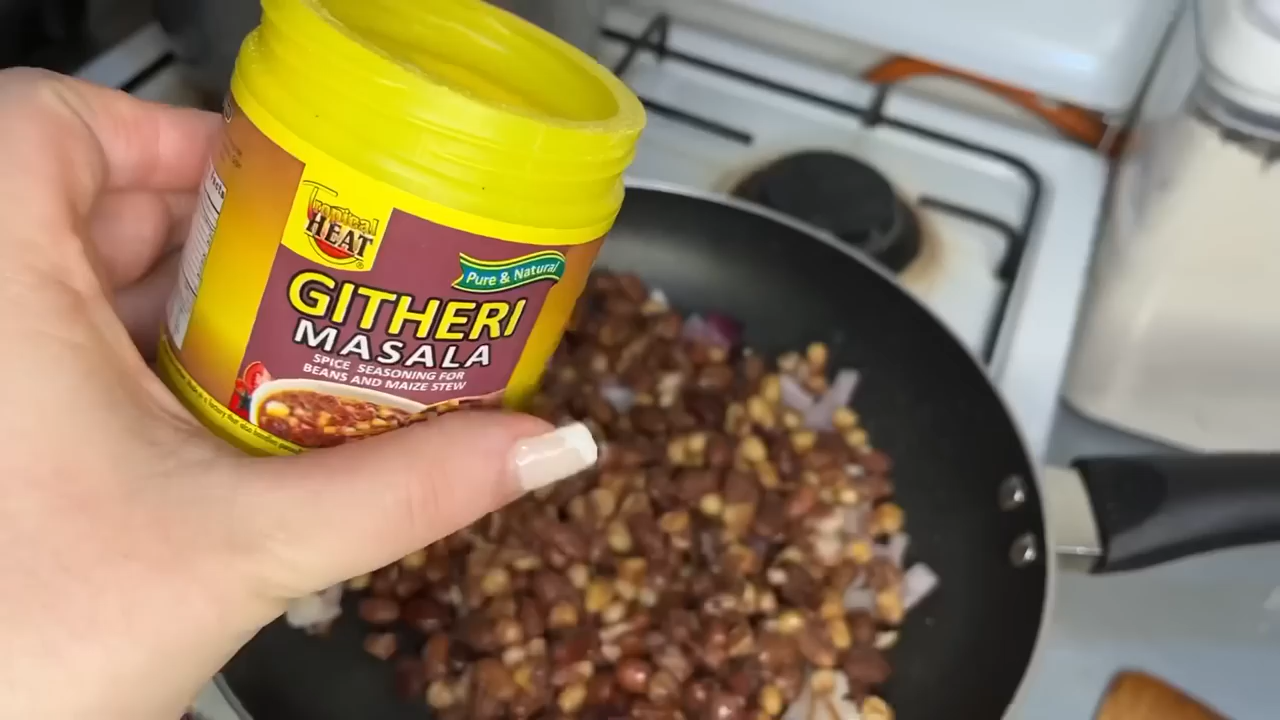 Tropical
HEAT
Pure & Natural
GITHERI
MASALA
SPICE SEASONING FOR
BEANS AND MAIZE STEW